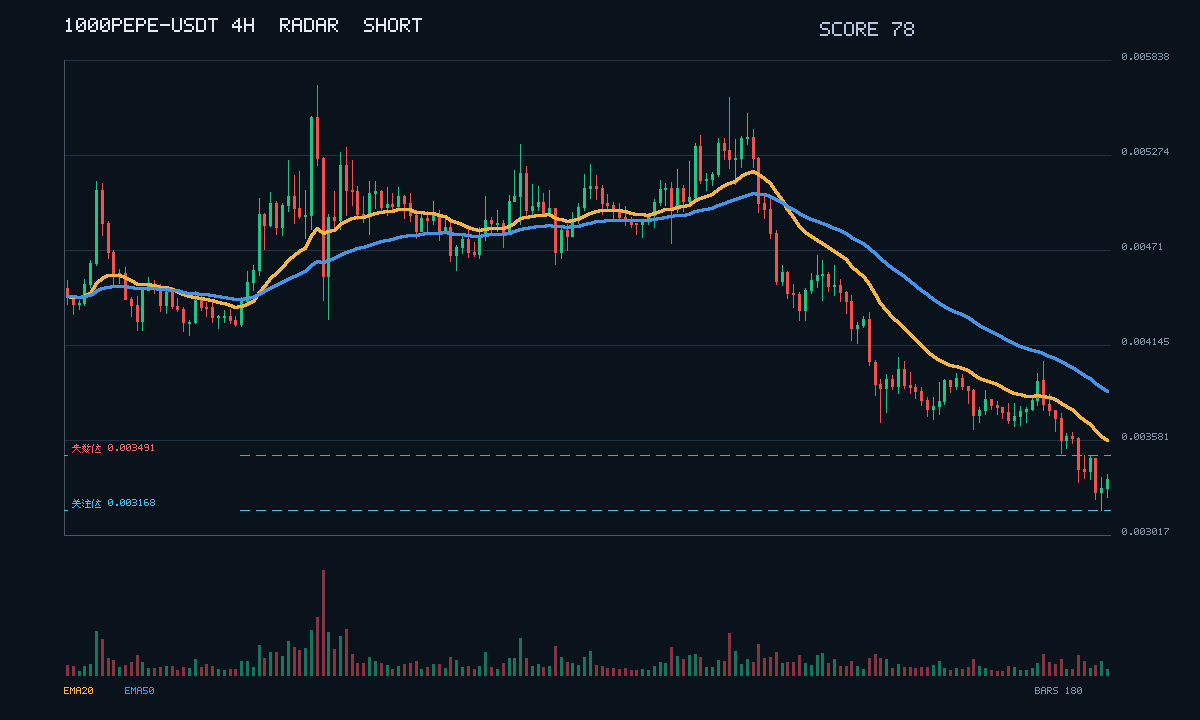 1000PEPE-USDT 4H RADAR SHORT
SCORE 78
0.005838
0.005274
0.00471
0.004145
0.003581
0.003017
失效位 0.003491
关注位 0.003168
EMA20 EMA50
BARS 180